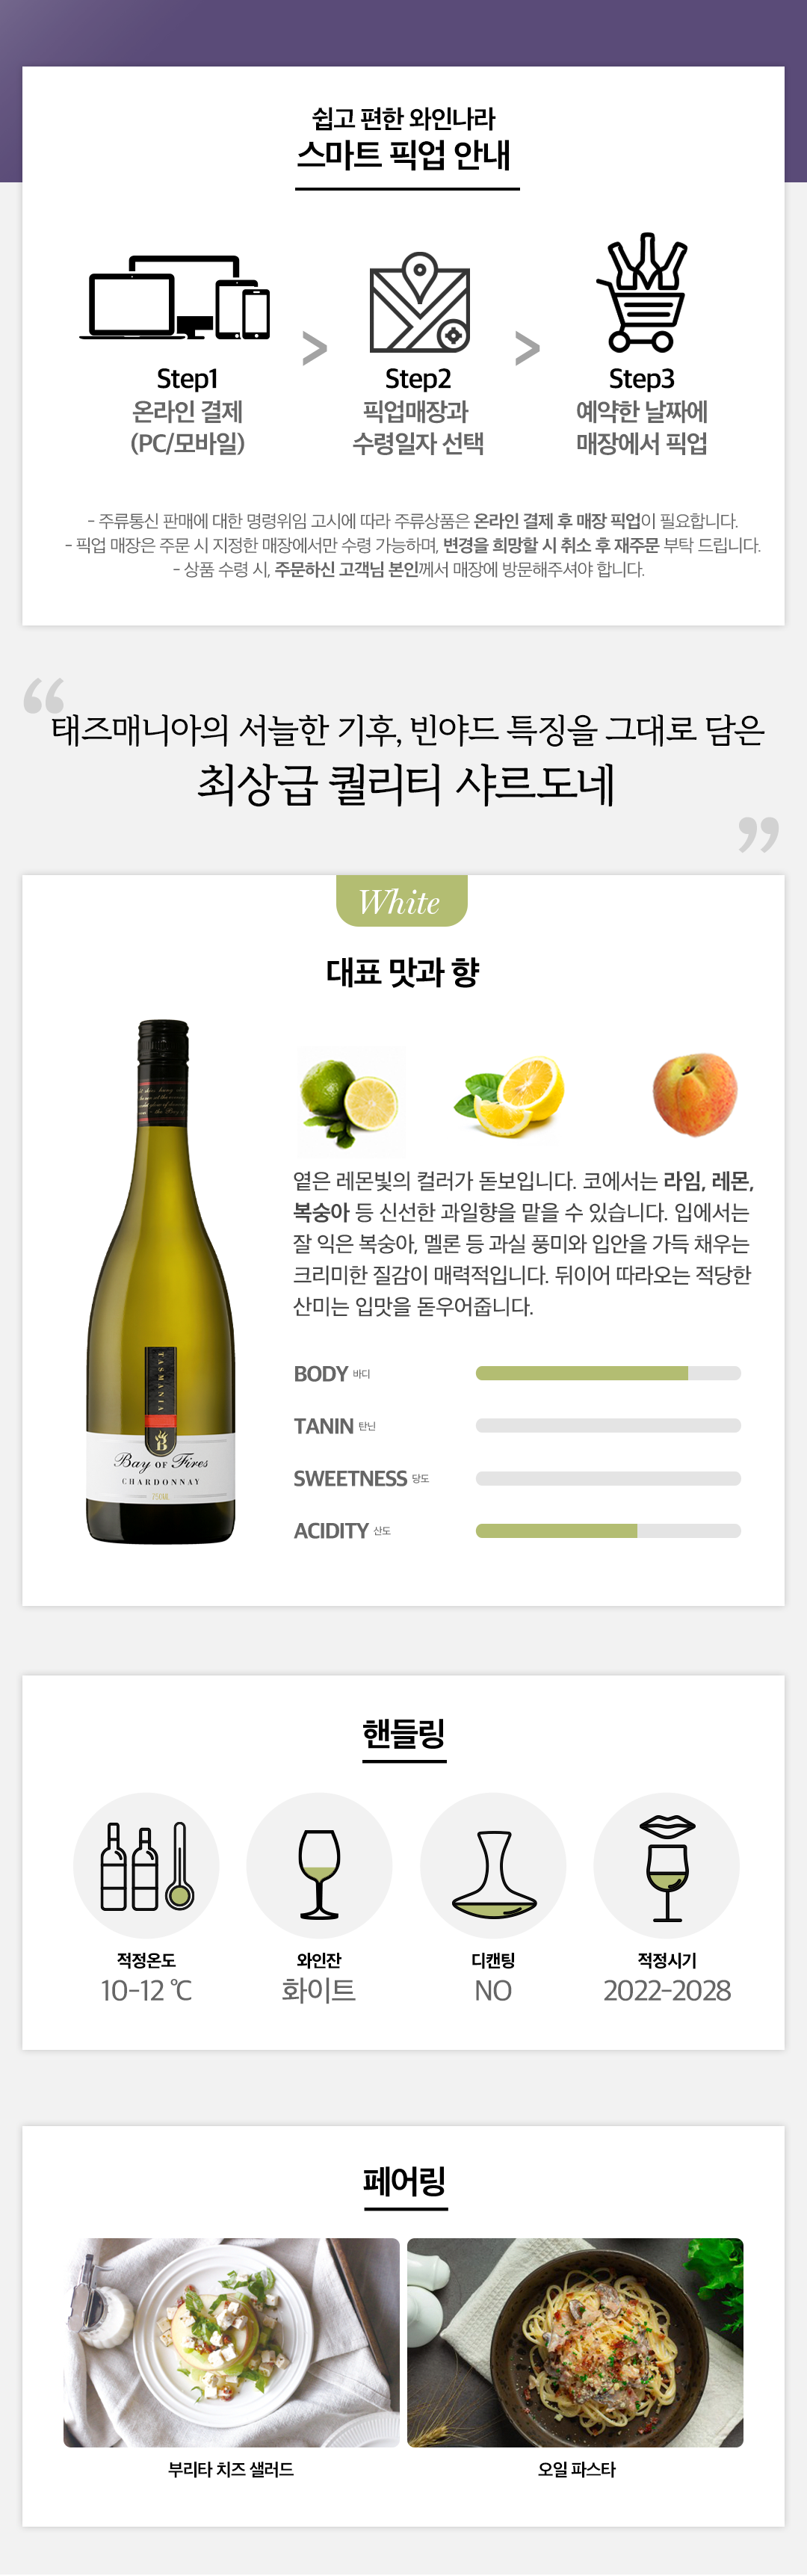 쉽고 편한 와인나라
스마트 픽업 안내
Step1
온라인 결제
(PC/모바일)
>
Step2
픽업매장과
수령일자 선택
>
Step3
예약한 날짜에
매장에서 픽업
- 주류통신 판매에 대한 명령위임 고시에 따라 주류상품은 온라인 결제 후 매장 픽업이 필요합니다.
- 픽업 매장은 주문 시 지정한 매장에서만 수령 가능하며, 변경을 희망할 시 취소 후 재주문 부탁 드립니다.
- 상품 수령 시, 주문하신 고객님 본인께서 매장에 방문해주셔야 합니다.
“
태즈매니아의 서늘한 기후, 빈야드 특징을 그대로 담은
최상급 퀄리티 샤르도네
”
White
대표 맛과 향
옅은 레몬빛의 컬러가 돋보입니다. 코에서는 라임, 레몬,
복숭아 등 신선한 과일향을 맡을 수 있습니다. 입에서는
잘 익은 복숭아, 멜론 등 과실 풍미와 입안을 가득 채우는
크리미한 질감이 매력적입니다. 뒤이어 따라오는 적당한
산미는 입맛을 돋우어줍니다.
TASMANIA
B
Bay OF Fires
CHARDONNAY
BODY 바디
TANIN 탄닌
SWEETNESS 당도
ACIDITY 산도
핸들링
적정온도
10-12 ℃
와인잔
화이트
디캔팅
NO
적정시기
2022-2028
페어링
부리타 치즈 샐러드
오일 파스타